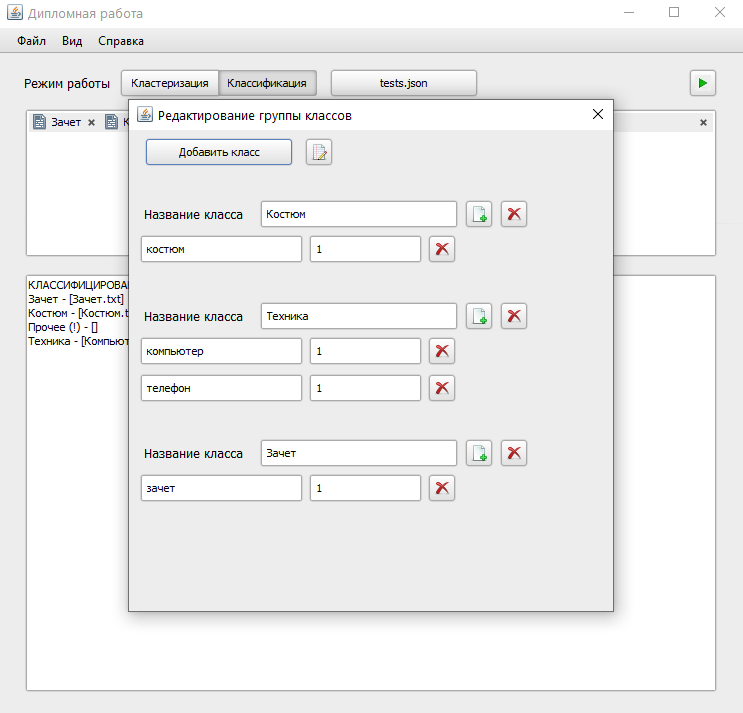 Дипломная работа
Файл Вид Справка
Режим работы Кластеризация Классификация tests.json
Зачет
Редактирование группы классов
Добавить класс
Название класса Костюм
костюм 1
Название класса Техника
компьютер 1
телефон 1
Название класса Зачет
зачет 1
Зачет - [Зачет.txt]
Костюм - [Костюм.t
Прочее (!) - []
Техника - [Компьют